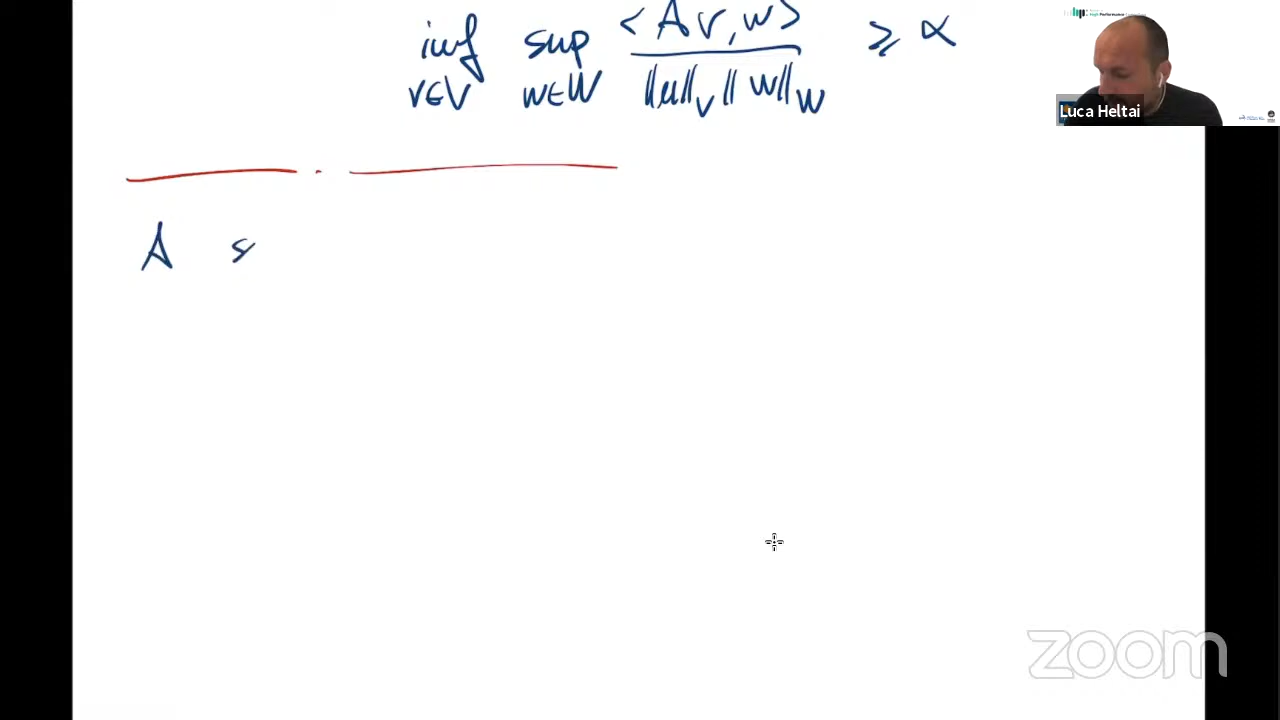 inf sup <Av, w> / ‖u‖_V ‖w‖_W ≥ α
v∈V w∈W
A s
Luca Heltai
zoom